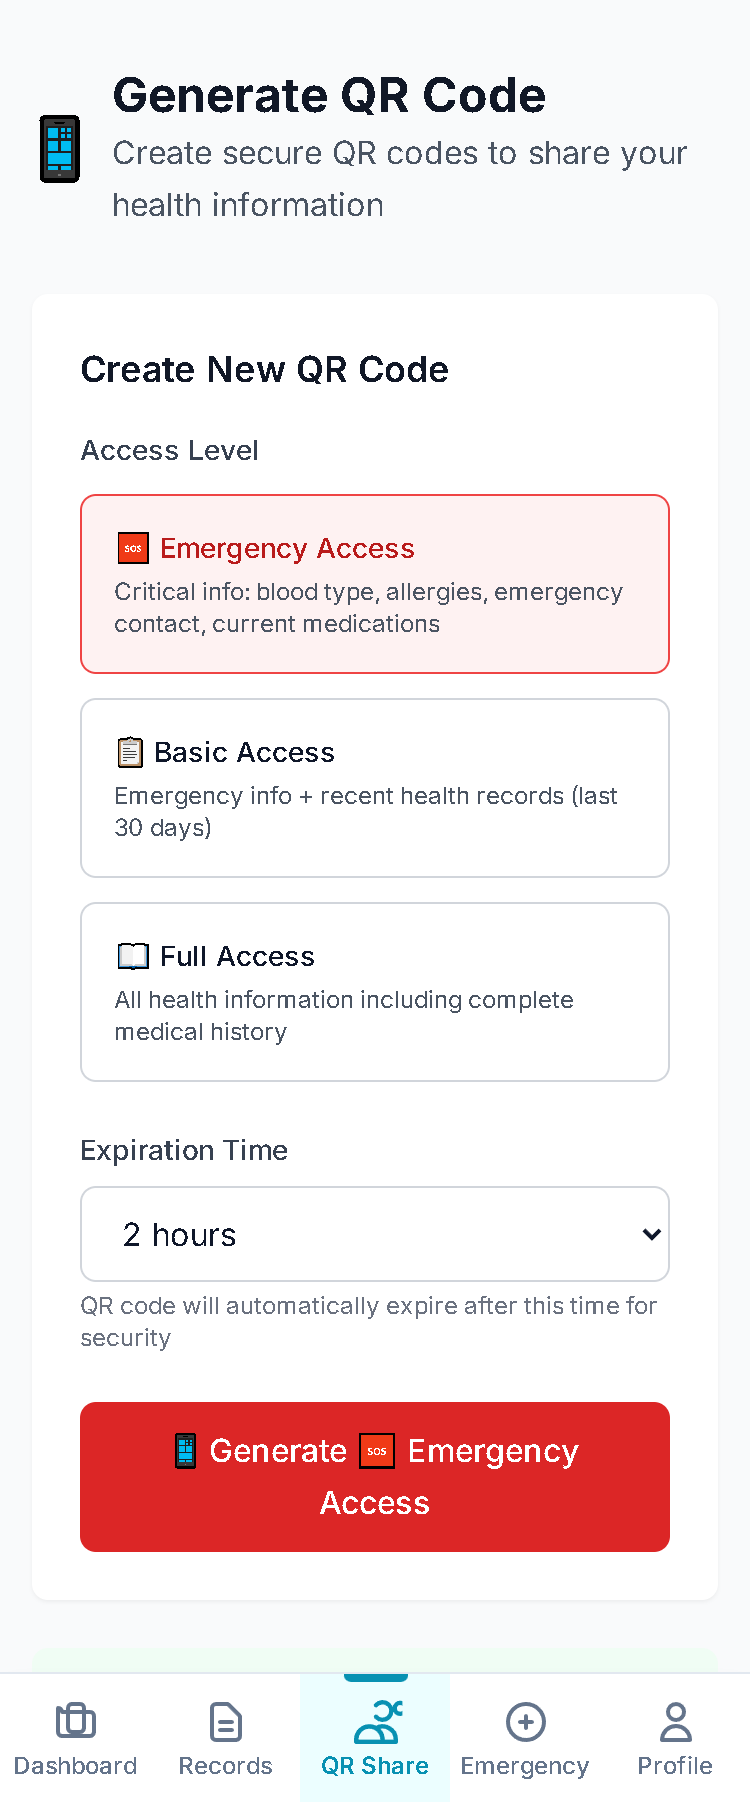 Generate QR Code
Create secure QR codes to share your
health information
Create New QR Code
Access Level
SOS Emergency Access
Critical info: blood type, allergies, emergency
contact, current medications
Basic Access
Emergency info + recent health records (last
30 days)
Full Access
All health information including complete
medical history
Expiration Time
2 hours
QR code will automatically expire after this time for
security
Generate SOS Emergency
Access
Dashboard
Records
QR Share
Emergency
Profile